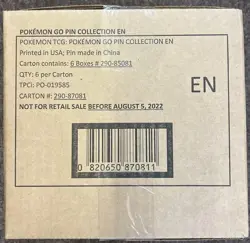 POKÉMON GO PIN COLLECTION EN
POKEMON TCG: POKÉMON GO PIN COLLECTION EN
Printed in USA; Pin made in China
Carton contains: 6 Boxes # 290-85081
QTY: 6 per Carton
TPCi: PO-019585
CARTON #: 290-87081
EN
NOT FOR RETAIL SALE BEFORE AUGUST 5, 2022
0 820650 870811 >